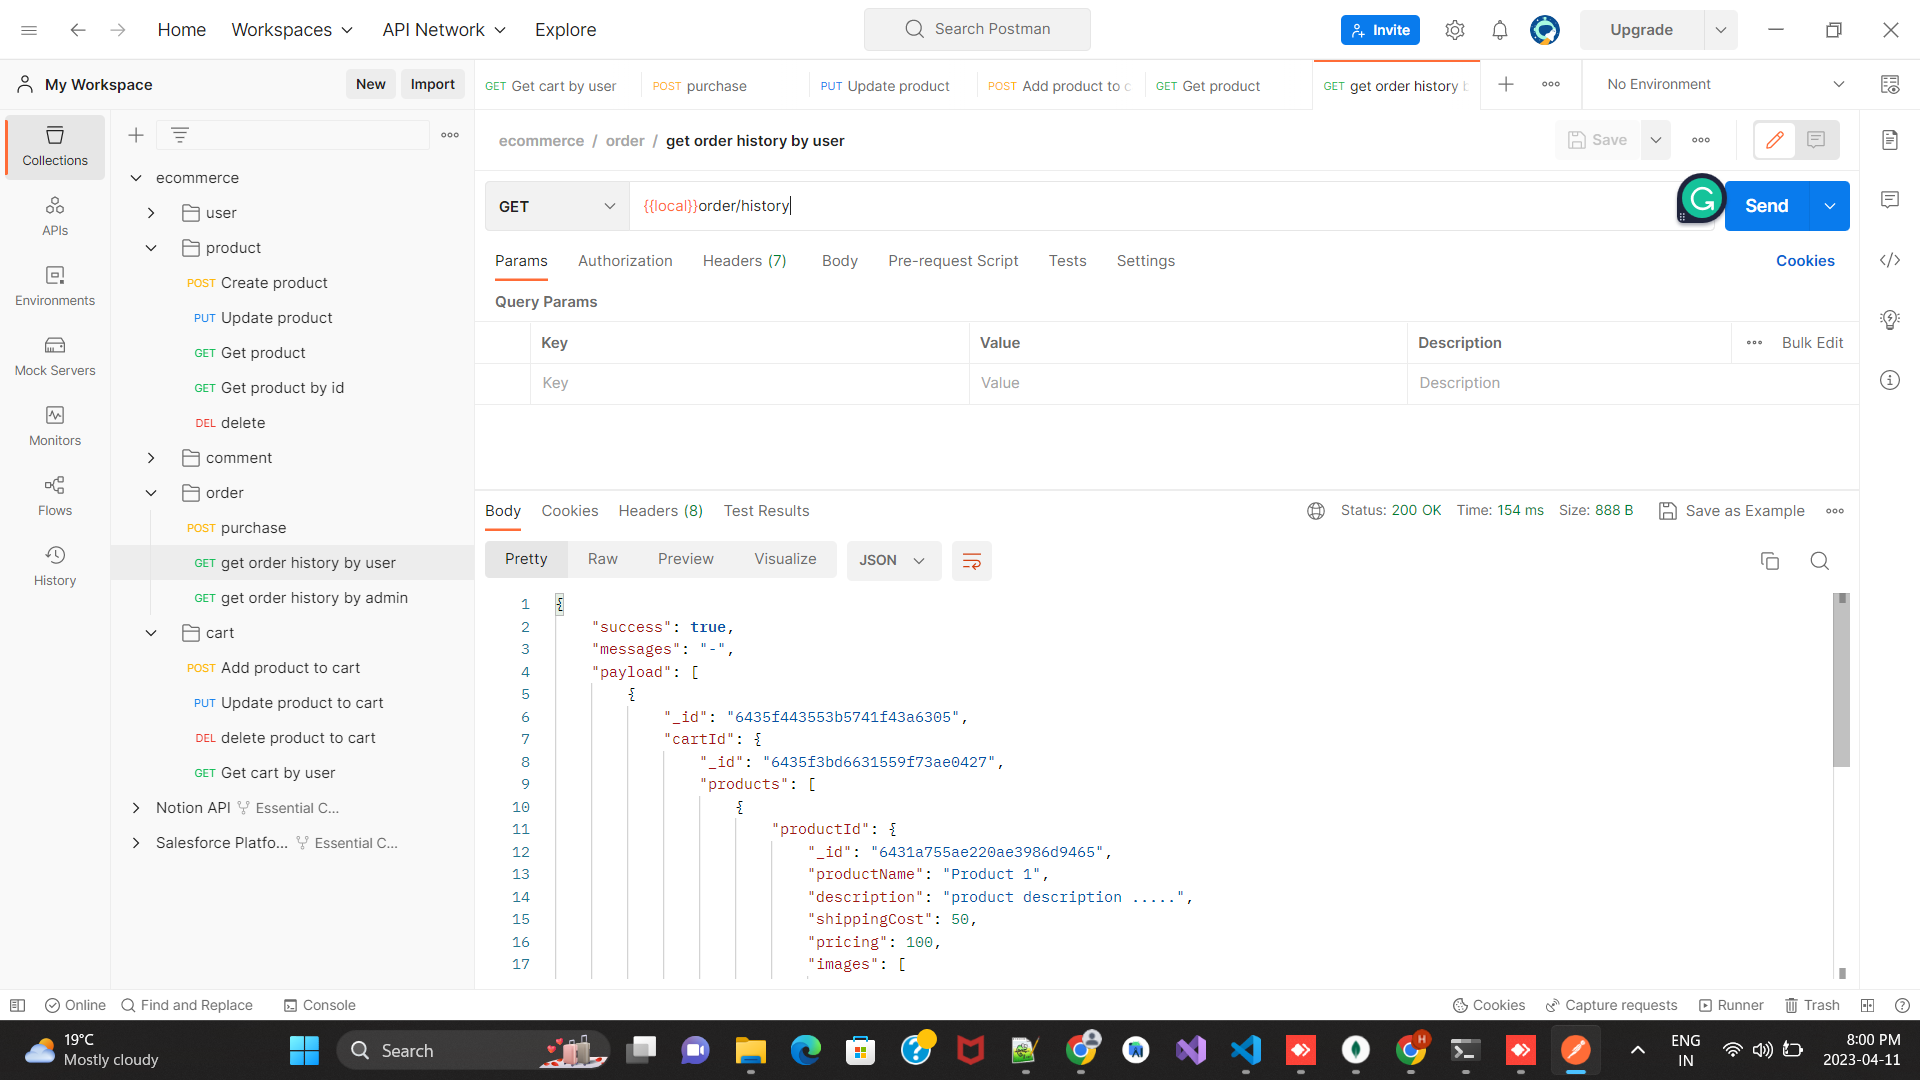 Home
Workspaces
API Network
Explore
Search Postman
Invite
Upgrade
My Workspace
New
Import
GET Get cart by user
POST purchase
PUT Update product
POST Add product to c
GET Get product
GET get order history b
No Environment
Collections
APIs
Environments
Mock Servers
Monitors
Flows
History
ecommerce
user
product
POST Create product
PUT Update product
GET Get product
GET Get product by id
DEL delete
comment
order
POST purchase
GET get order history by user
GET get order history by admin
cart
POST Add product to cart
PUT Update product to cart
DEL delete product to cart
GET Get cart by user
Notion API Essential C...
Salesforce Platfo... Essential C...
ecommerce / order / get order history by user
Save
GET
{{local}}order/history
Send
Params
Authorization
Headers (7)
Body
Pre-request Script
Tests
Settings
Cookies
Query Params
Key
Value
Description
Bulk Edit
Key
Value
Description
Body
Cookies
Headers (8)
Test Results
Status: 200 OK
Time: 154 ms
Size: 888 B
Save as Example
Pretty
Raw
Preview
Visualize
JSON
1 {
2 "success": true,
3 "messages": "-",
4 "payload": [
5 {
6 "_id": "6435f443553b5741f43a6305",
7 "cartId": {
8 "_id": "6435f3bd6631559f73ae0427",
9 "products": [
10 {
11 "productId": {
12 "_id": "6431a755ae220ae3986d9465",
13 "productName": "Product 1",
14 "description": "product description .....",
15 "shippingCost": 50,
16 "pricing": 100,
17 "images": [
Online
Find and Replace
Console
Cookies
Capture requests
Runner
Trash
19°C
Mostly cloudy
Search
H
ENG
IN
8:00 PM
2023-04-11